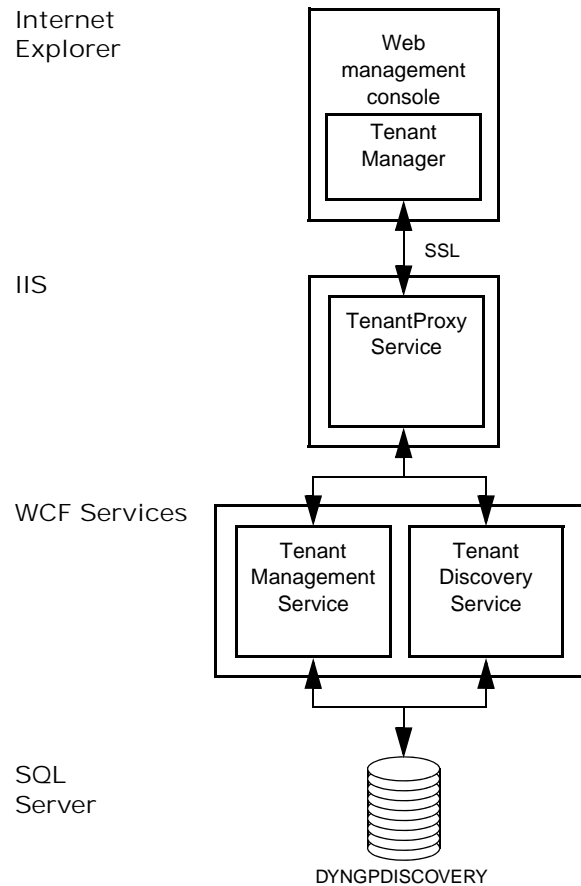 Internet
Explorer
Web
management
console
Tenant
Manager
SSL
IIS
TenantProxy
Service
WCF Services
Tenant
Management
Service
Tenant
Discovery
Service
SQL
Server
DYNGPDISCOVERY